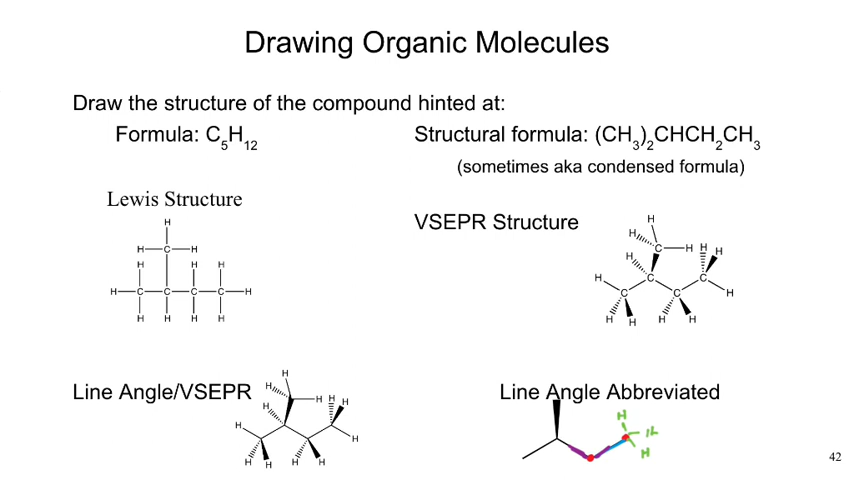 Drawing Organic Molecules
Draw the structure of the compound hinted at:
Formula: C5H12
Structural formula: (CH3)2CHCH2CH3
(sometimes aka condensed formula)
Lewis Structure
H
H C H
H H H
H C C C C H
H H H H
VSEPR Structure
H
H C H H H
H
H C C C C H
H H H H
Line Angle/VSEPR
H
H H H H
H
H H
H H H H
Line Angle Abbreviated
H
H
H
42